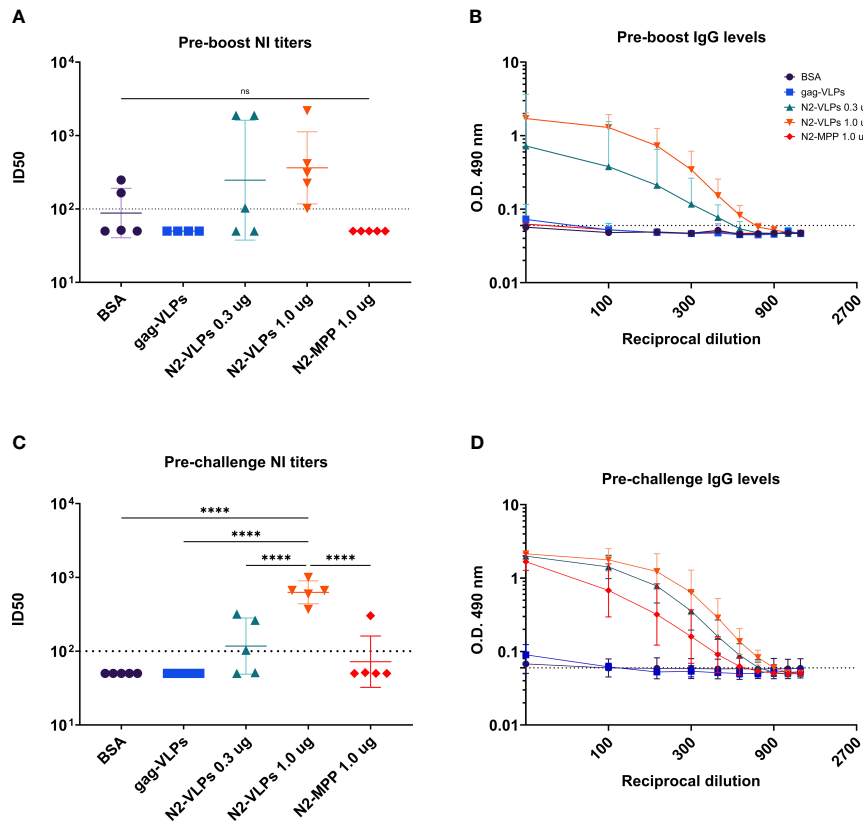 A
Pre-boost NI titers
ns
10⁴
10³
10²
10¹
ID50
BSA
gag-VLPs
N2-VLPs 0.3 ug
N2-VLPs 1.0 ug
N2-MPP 1.0 ug
B
Pre-boost IgG levels
BSA
gag-VLPs
N2-VLPs 0.3 u
N2-VLPs 1.0 u
N2-MPP 1.0 u
10
1
0.1
0.01
O.D. 490 nm
100
300
900
2700
Reciprocal dilution
C
Pre-challenge NI titers
****
****
****
****
10⁴
10³
10²
10¹
ID50
BSA
gag-VLPs
N2-VLPs 0.3 ug
N2-VLPs 1.0 ug
N2-MPP 1.0 ug
D
Pre-challenge IgG levels
10
1
0.1
0.01
O.D. 490 nm
100
300
900
2700
Reciprocal dilution